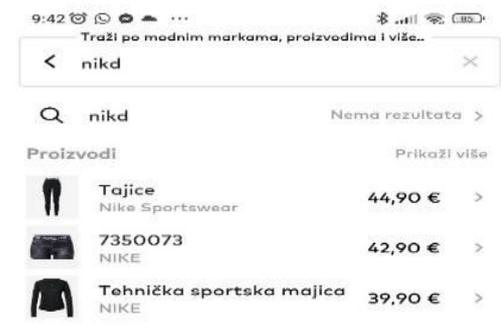 9:42
85
Traži po modnim markama, proizvodima i više..
nikd
nikd Nema rezultata >
Proizvodi Prikaži više
Tajice 44,90 € >
Nike Sportswear
7350073 42,90 € >
NIKE
Tehnička sportska majica 39,90 € >
NIKE